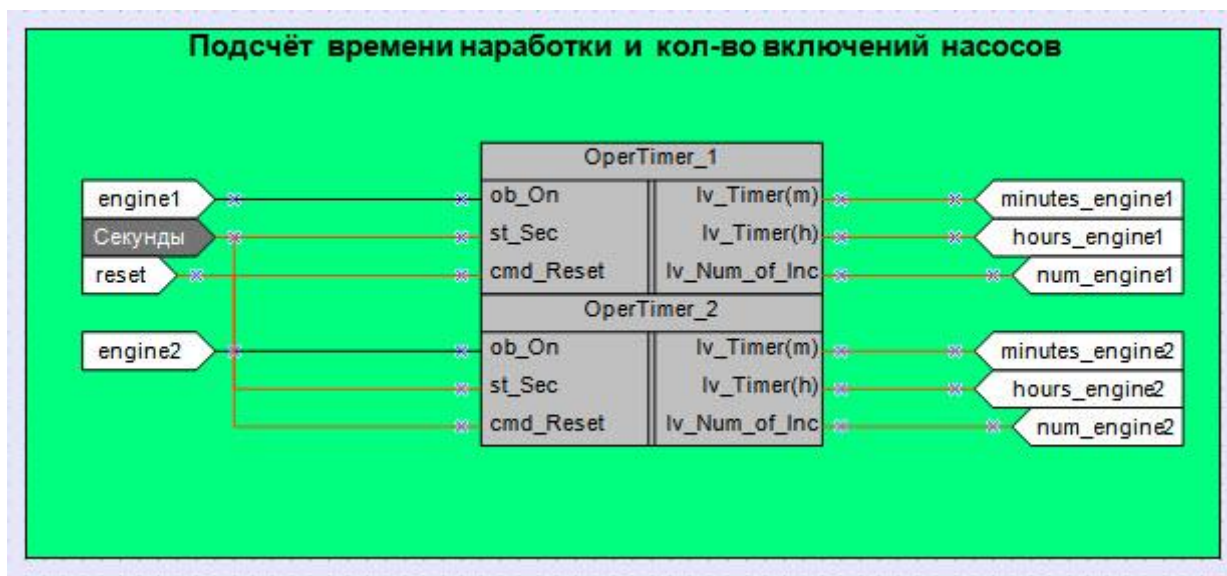 Подсчёт времени наработки и кол-во включений насосов
OperTimer_1
engine1 ob_On lv_Timer(m) minutes_engine1
Секунды st_Sec lv_Timer(h) hours_engine1
reset cmd_Reset lv_Num_of_Inc num_engine1
OperTimer_2
engine2 ob_On lv_Timer(m) minutes_engine2
st_Sec lv_Timer(h) hours_engine2
cmd_Reset lv_Num_of_Inc num_engine2